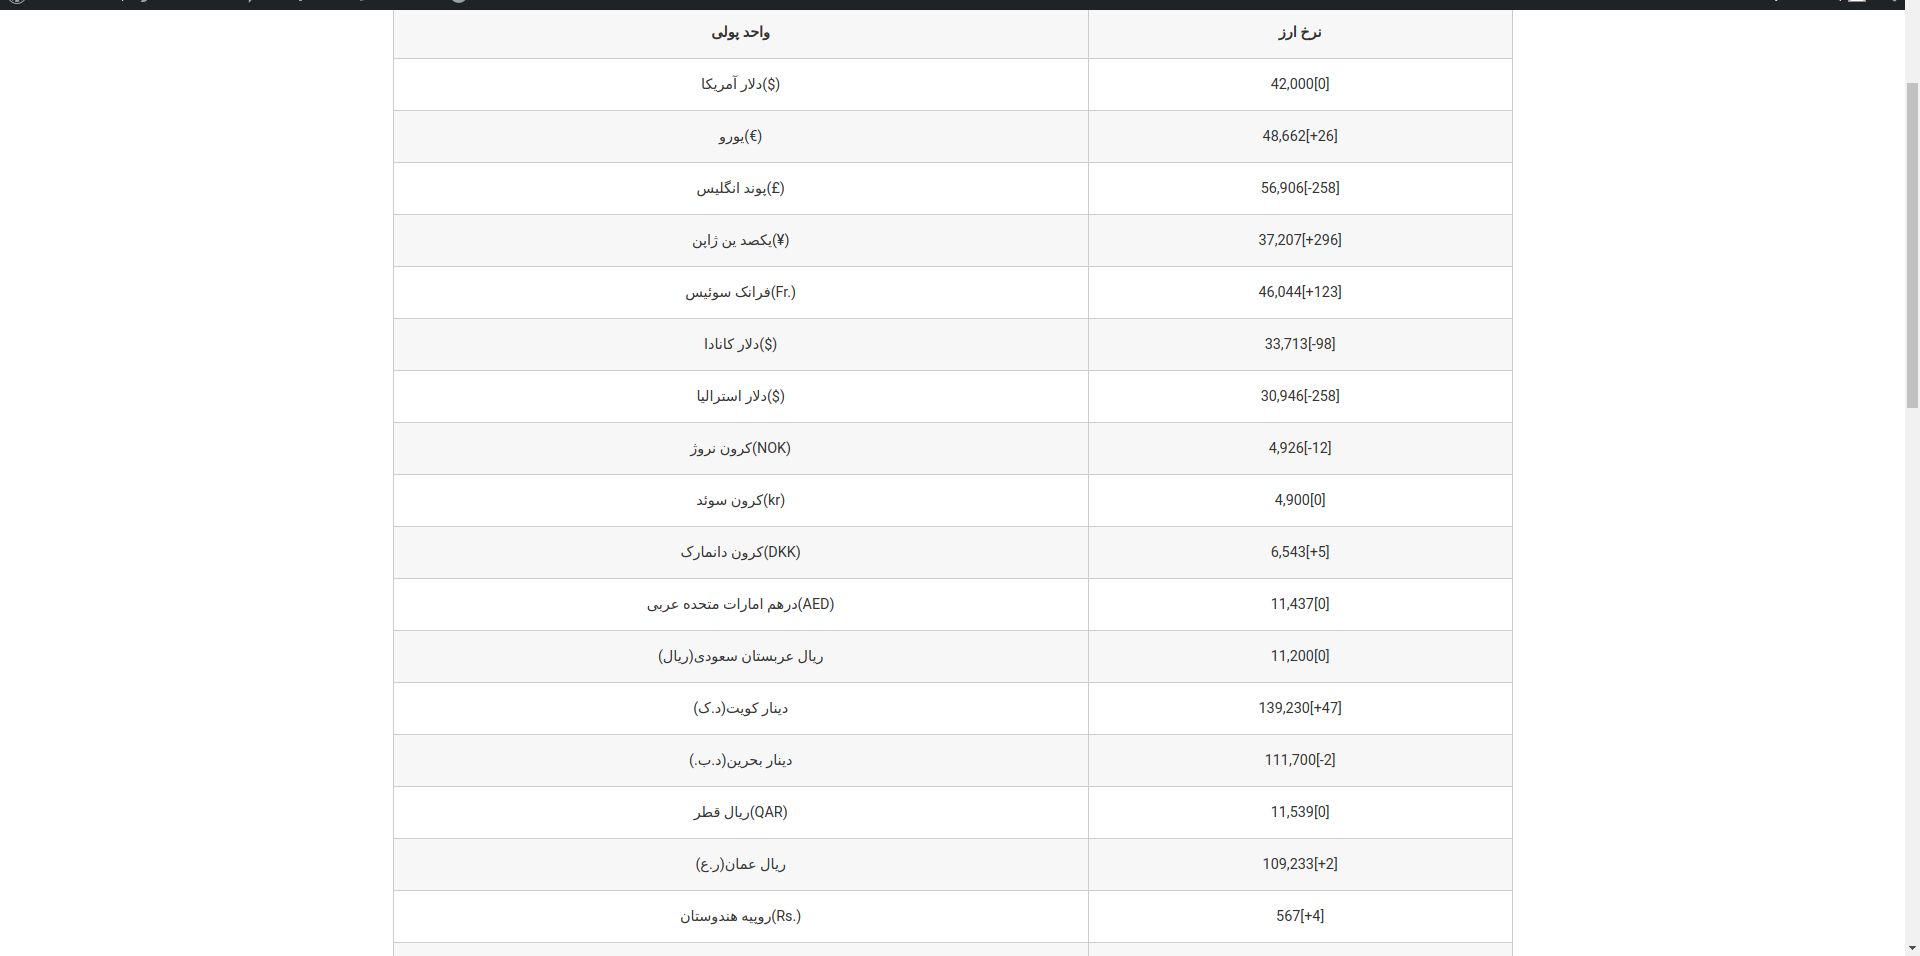 واحد پولی نرخ ارز
($)دلار آمریکا 42,000[0]
(€)یورو 48,662[+26]
(£)پوند انگلیس 56,906[-258]
(¥)یکصد ین ژاپن 37,207[+296]
(Fr.)فرانک سوئیس 46,044[+123]
($)دلار کانادا 33,713[-98]
($)دلار استرالیا 30,946[-258]
(NOK)کرون نروژ 4,926[-12]
(kr)کرون سوئد 4,900[0]
(DKK)کرون دانمارک 6,543[+5]
(AED)درهم امارات متحده عربی 11,437[0]
ریال عربستان سعودی(ریال) 11,200[0]
دینار کویت(د.ک) 139,230[+47]
دینار بحرین(د.ب.) 111,700[-2]
(QAR)ریال قطر 11,539[0]
ریال عمان(ر.ع) 109,233[+2]
(Rs.)روپیه هندوستان 567[+4]